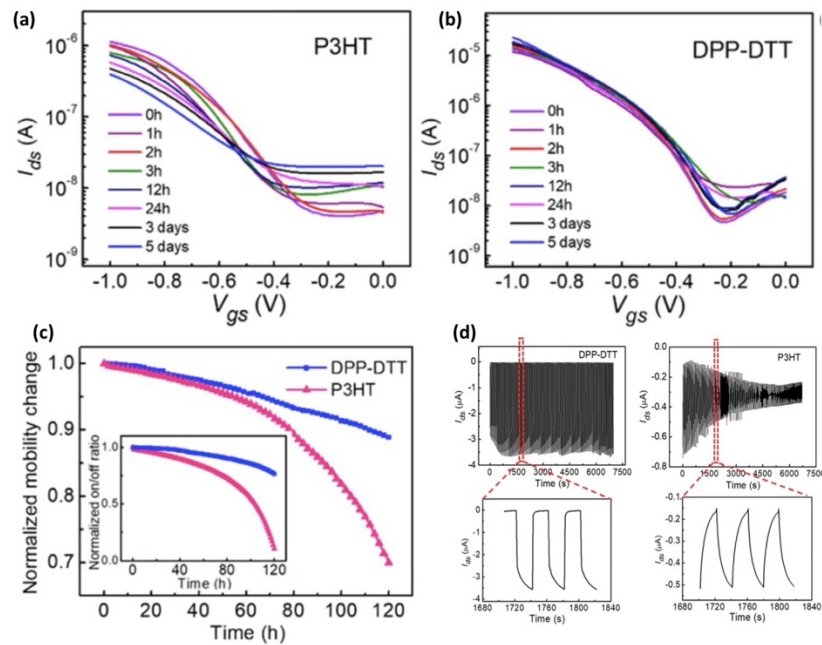 (a)
P3HT
10⁻⁶
10⁻⁷
10⁻⁸
10⁻⁹
I_ds (A)
0h
1h
2h
3h
12h
24h
3 days
5 days
-1.0 -0.8 -0.6 -0.4 -0.2 0.0
V_gs (V)
(b)
DPP-DTT
10⁻⁵
10⁻⁶
10⁻⁷
10⁻⁸
10⁻⁹
I_ds (A)
0h
1h
2h
3h
12h
24h
3 days
5 days
-1.0 -0.8 -0.6 -0.4 -0.2 0.0
V_gs (V)
(c)
DPP-DTT
P3HT
1.0
0.9
0.8
0.7
Normalized mobility change
Normalized on/off ratio
1.0
0.5
0.0
0 40 80 120
Time (h)
0 20 40 60 80 100 120
Time (h)
(d)
DPP-DTT
I_ds (μA)
0
-1
-2
-3
-4
0 1500 3000 4500 6000 7500
Time (s)
P3HT
I_ds (μA)
0.0
-0.2
-0.4
-0.6
-0.8
0 1500 3000 4500 6000 7500
Time (s)
I_ds (μA)
0
-1
-2
-3
-4
1680 1720 1760 1800 1840
Time (s)
I_ds (μA)
-0.1
-0.2
-0.3
-0.4
-0.5
-0.6
1680 1720 1760 1800 1840
Time (s)